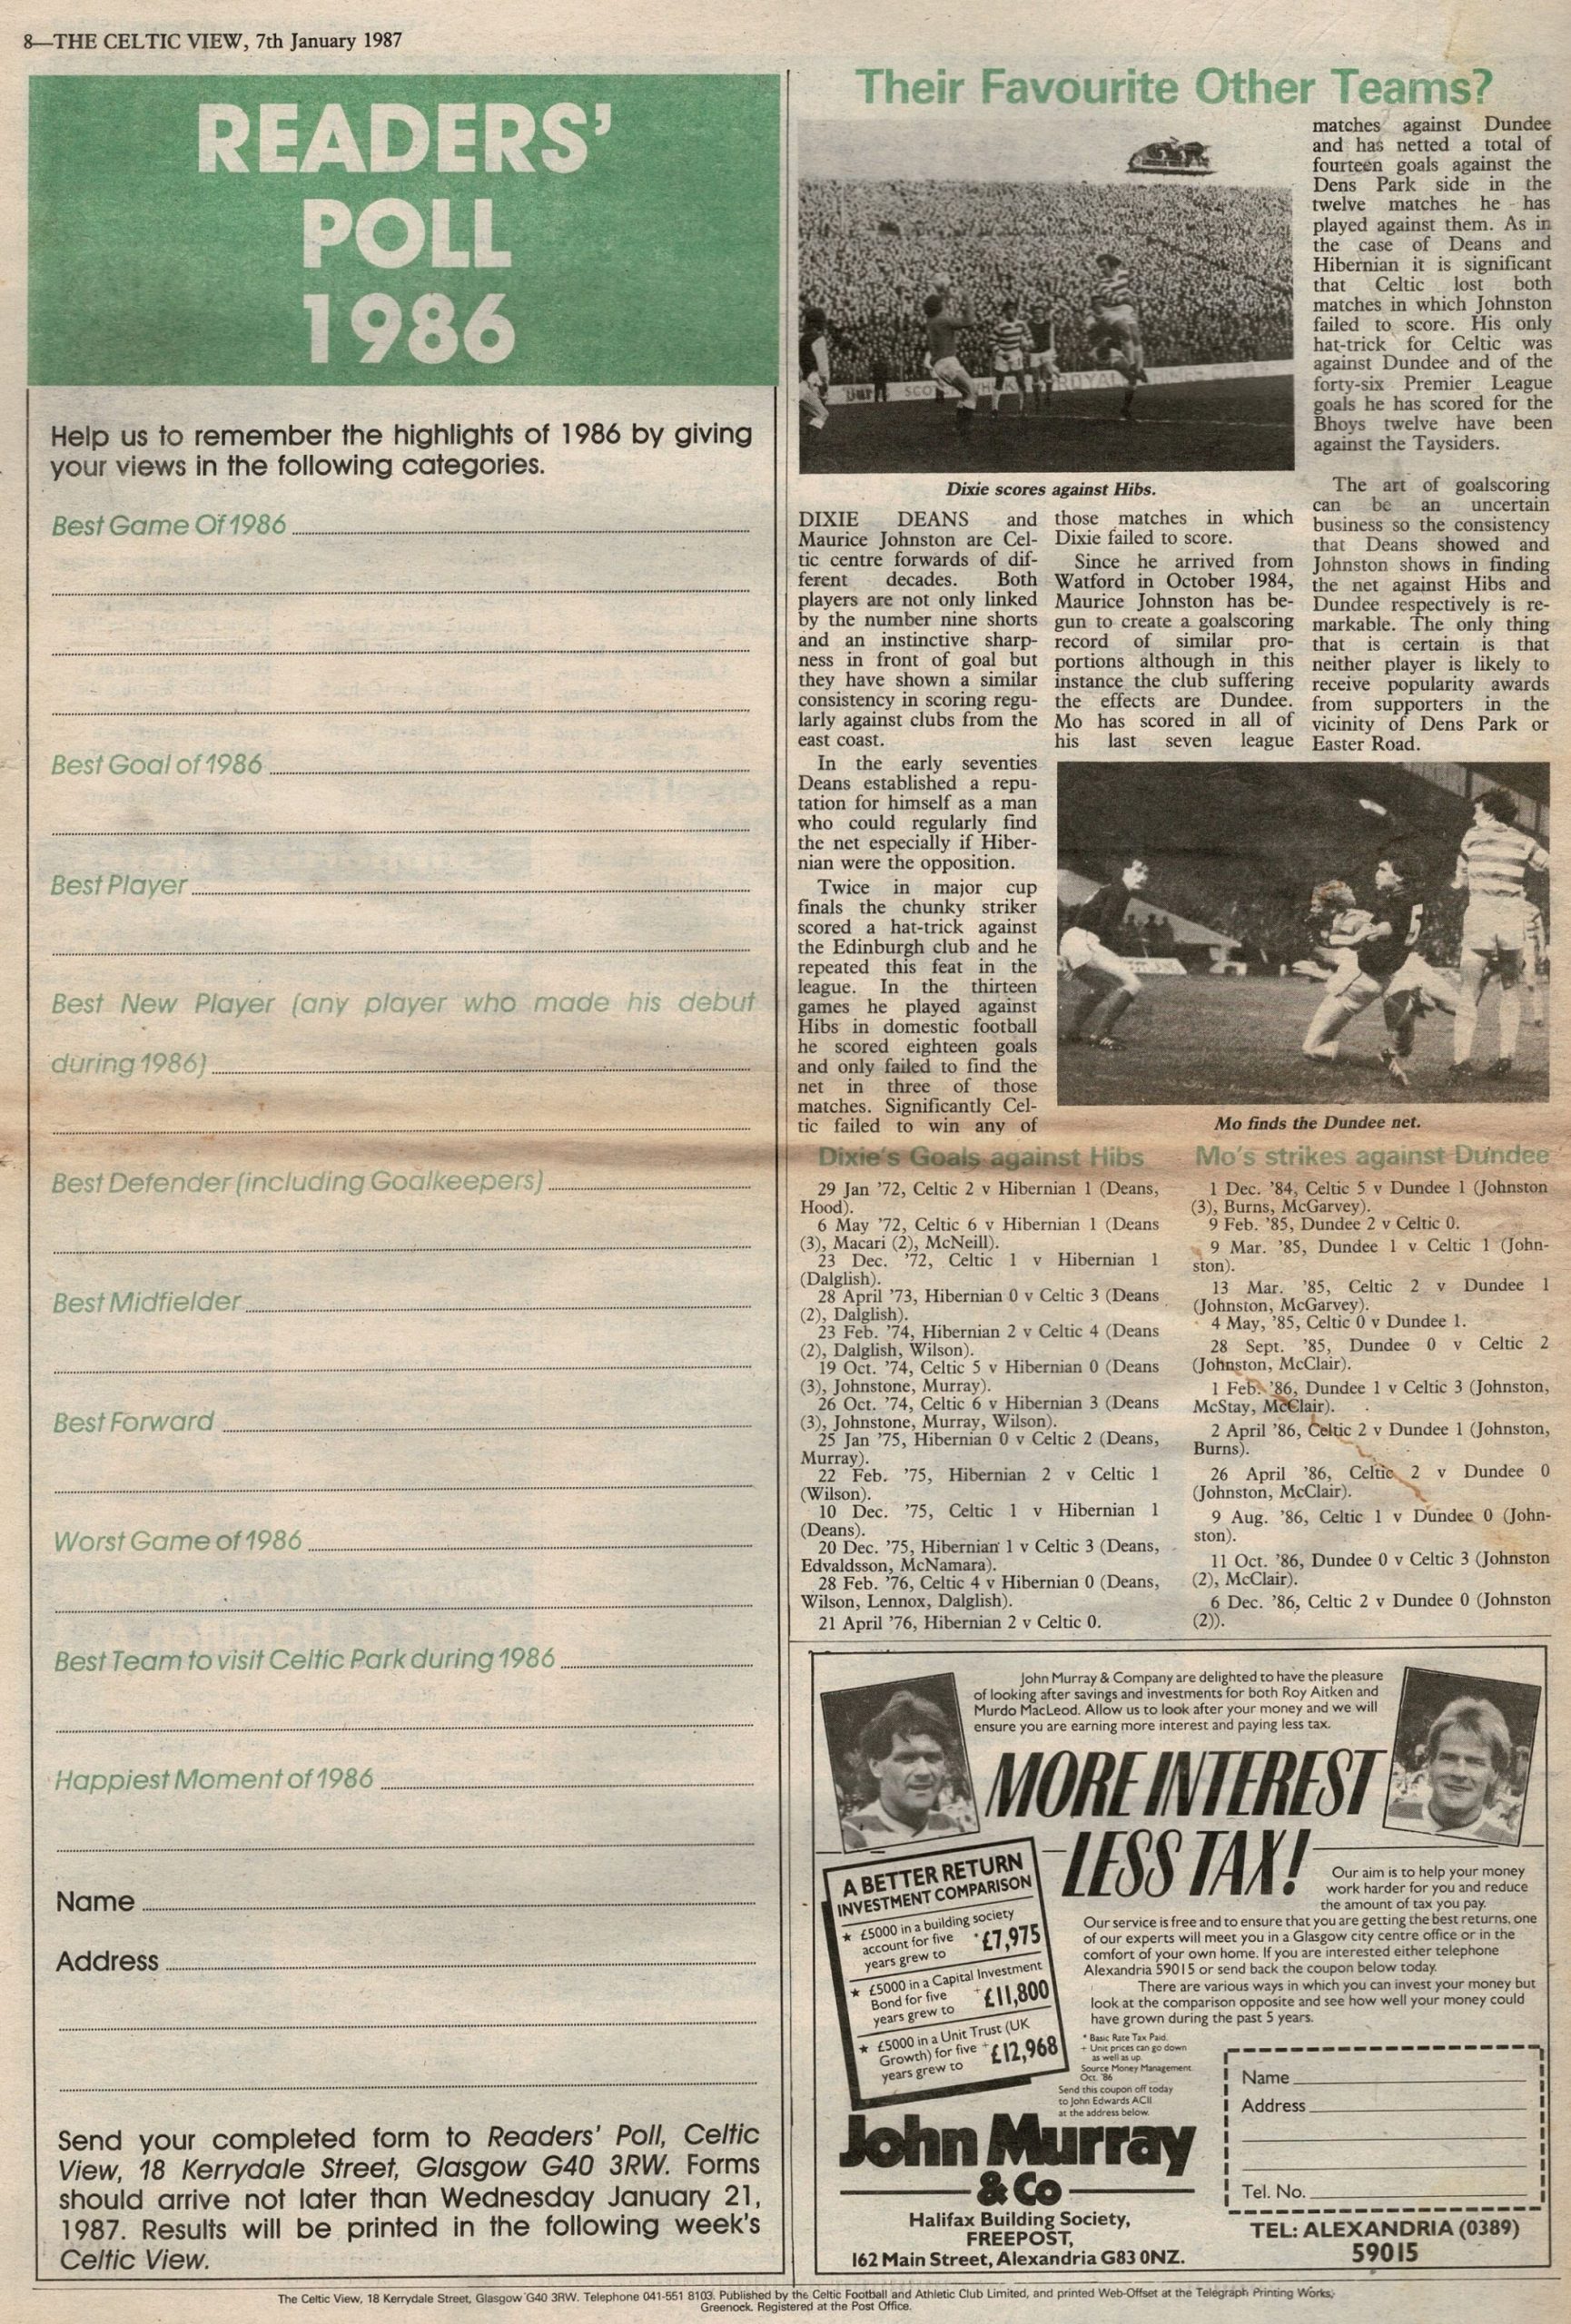 8—THE CELTIC VIEW, 7th January 1987
READERS'
POLL
1986
Help us to remember the highlights of 1986 by giving
your views in the following categories.
Best Game Of 1986
Best Goal of 1986
Best Player
Best New Player (any player who made his debut
during 1986)
Best Defender (including Goalkeepers)
Best Midfielder
Best Forward
Worst Game of 1986
Best Team to visit Celtic Park during 1986
Happiest Moment of 1986
Name
Address
Send your completed form to Readers' Poll, Celtic
View, 18 Kerrydale Street, Glasgow G40 3RW. Forms
should arrive not later than Wednesday January 21,
1987. Results will be printed in the following week's
Celtic View.
Their Favourite Other Teams?
Dixie scores against Hibs.
DIXIE DEANS and
Maurice Johnston are Cel-
tic centre forwards of dif-
ferent decades. Both
players are not only linked
by the number nine shorts
and an instinctive sharp-
ness in front of goal but
they have shown a similar
consistency in scoring regu-
larly against clubs from the
east coast.
In the early seventies
Deans established a repu-
tation for himself as a man
who could regularly find
the net especially if Hiber-
nian were the opposition.
Twice in major cup
finals the chunky striker
scored a hat-trick against
the Edinburgh club and he
repeated this feat in the
league. In the thirteen
games he played against
Hibs in domestic football
he scored eighteen goals
and only failed to find the
net in three of those
matches. Significantly Cel-
tic failed to win any of
those matches in which
Dixie failed to score.
Since he arrived from
Watford in October 1984,
Maurice Johnston has be-
gun to create a goalscoring
record of similar pro-
portions although in this
instance the club suffering
the effects are Dundee.
Mo has scored in all of
his last seven league
matches against Dundee
and has netted a total of
fourteen goals against the
Dens Park side in the
twelve matches he has
played against them. As in
the case of Deans and
Hibernian it is significant
that Celtic lost both
matches in which Johnston
failed to score. His only
hat-trick for Celtic was
against Dundee and of the
forty-six Premier League
goals he has scored for the
Bhoys twelve have been
against the Taysiders.
The art of goalscoring
can be an uncertain
business so the consistency
that Deans showed and
Johnston shows in finding
the net against Hibs and
Dundee respectively is re-
markable. The only thing
that is certain is that
neither player is likely to
receive popularity awards
from supporters in the
vicinity of Dens Park or
Easter Road.
5
Mo finds the Dundee net.
Dixie's Goals against Hibs
29 Jan '72, Celtic 2 v Hibernian 1 (Deans,
Hood).
6 May '72, Celtic 6 v Hibernian 1 (Deans
(3), Macari (2), McNeill).
23 Dec. '72, Celtic 1 v Hibernian 1
(Dalglish).
28 April '73, Hibernian 0 v Celtic 3 (Deans
(2), Dalglish).
23 Feb. '74, Hibernian 2 v Celtic 4 (Deans
(2), Dalglish, Wilson).
19 Oct. '74, Celtic 5 v Hibernian 0 (Deans
(3), Johnstone, Murray).
26 Oct. '74, Celtic 6 v Hibernian 3 (Deans
(3), Johnstone, Murray, Wilson).
25 Jan '75, Hibernian 0 v Celtic 2 (Deans,
Murray).
22 Feb. '75, Hibernian 2 v Celtic 1
(Wilson).
10 Dec. '75, Celtic 1 v Hibernian 1
(Deans).
20 Dec. '75, Hibernian 1 v Celtic 3 (Deans,
Edvaldsson, McNamara).
28 Feb. '76, Celtic 4 v Hibernian 0 (Deans,
Wilson, Lennox, Dalglish).
21 April '76, Hibernian 2 v Celtic 0.
Mo's strikes against Dundee
1 Dec. '84, Celtic 5 v Dundee 1 (Johnston
(3), Burns, McGarvey).
9 Feb. '85, Dundee 2 v Celtic 0.
9 Mar. '85, Dundee 1 v Celtic 1 (John-
ston).
13 Mar. '85, Celtic 2 v Dundee 1
(Johnston, McGarvey).
4 May, '85, Celtic 0 v Dundee 1.
28 Sept. '85, Dundee 0 v Celtic 2
(Johnston, McClair).
1 Feb. '86, Dundee 1 v Celtic 3 (Johnston,
McStay, McClair).
2 April '86, Celtic 2 v Dundee 1 (Johnston,
Burns).
26 April '86, Celtic 2 v Dundee 0
(Johnston, McClair).
9 Aug. '86, Celtic 1 v Dundee 0 (John-
ston).
11 Oct. '86, Dundee 0 v Celtic 3 (Johnston
(2), McClair).
6 Dec. '86, Celtic 2 v Dundee 0 (Johnston
(2)).
John Murray & Company are delighted to have the pleasure
of looking after savings and investments for both Roy Aitken and
Murdo MacLeod. Allow us to look after your money and we will
ensure you are earning more interest and paying less tax.
MORE INTEREST
LESS TAX!
A BETTER RETURN
INVESTMENT COMPARISON
★ £5000 in a building society
account for five
years grew to *£7,975
★ £5000 in a Capital Investment
Bond for five
years grew to +£11,800
★ £5000 in a Unit Trust (UK
Growth) for five
years grew to +£12,968
Our aim is to help your money
work harder for you and reduce
the amount of tax you pay.
Our service is free and to ensure that you are getting the best returns, one
of our experts will meet you in a Glasgow city centre office or in the
comfort of your own home. If you are interested either telephone
Alexandria 59015 or send back the coupon below today.
There are various ways in which you can invest your money but
look at the comparison opposite and see how well your money could
have grown during the past 5 years.
* Basic Rate Tax Paid.
+ Unit prices can go down
as well as up.
Source Money Management
Oct. '86
Send this coupon off today
to John Edwards ACII
at the address below.
John Murray
& Co
Halifax Building Society,
FREEPOST,
162 Main Street, Alexandria G83 0NZ.
Name
Address
Tel. No.
TEL: ALEXANDRIA (0389)
59015
The Celtic View, 18 Kerrydale Street, Glasgow G40 3RW. Telephone 041-551 8103. Published by the Celtic Football and Athletic Club Limited, and printed Web-Offset at the Telegraph Printing Works,
Greenock. Registered at the Post Office.